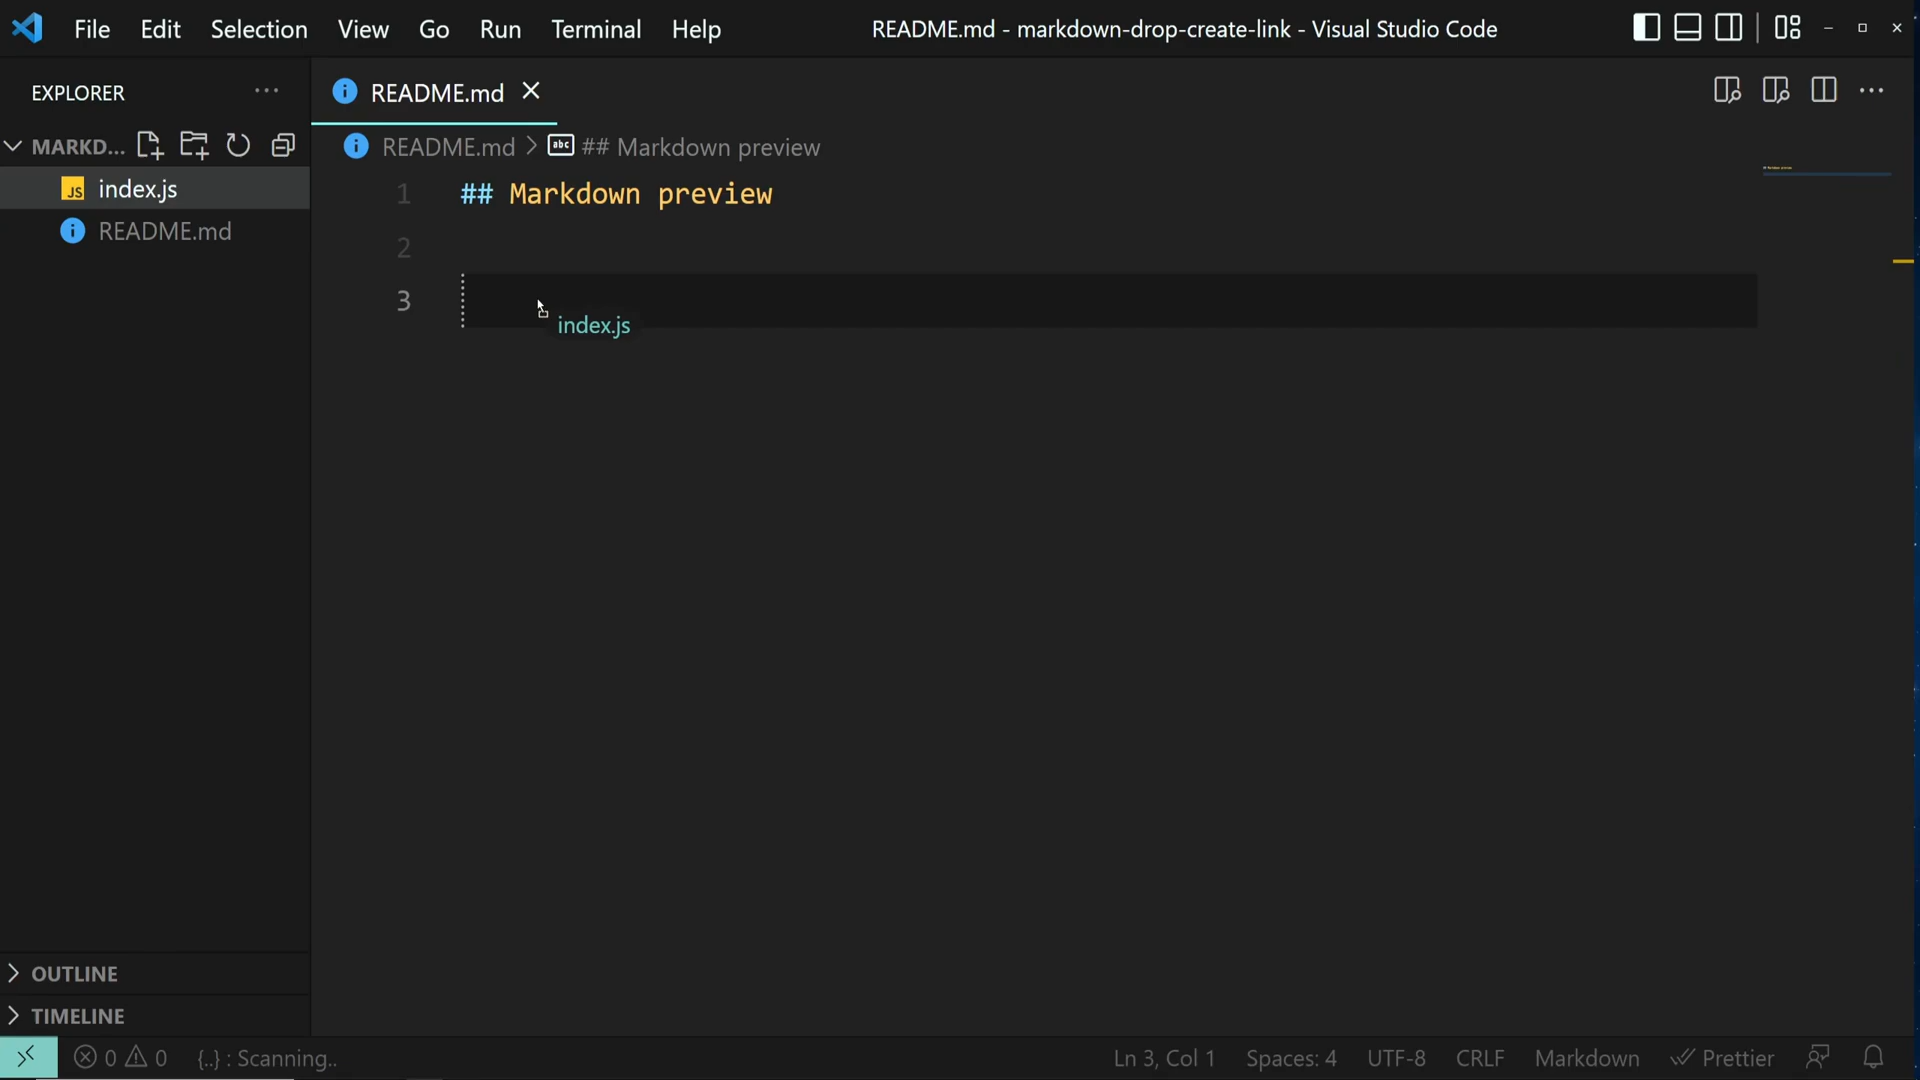 File Edit Selection View Go Run Terminal Help README.md - markdown-drop-create-link - Visual Studio Code
EXPLORER
README.md
MARKD...
README.md > ## Markdown preview
JS index.js
README.md
1 ## Markdown preview
2
3
index.js
OUTLINE
TIMELINE
0 0 {..} : Scanning..
Ln 3, Col 1 Spaces: 4 UTF-8 CRLF Markdown Prettier